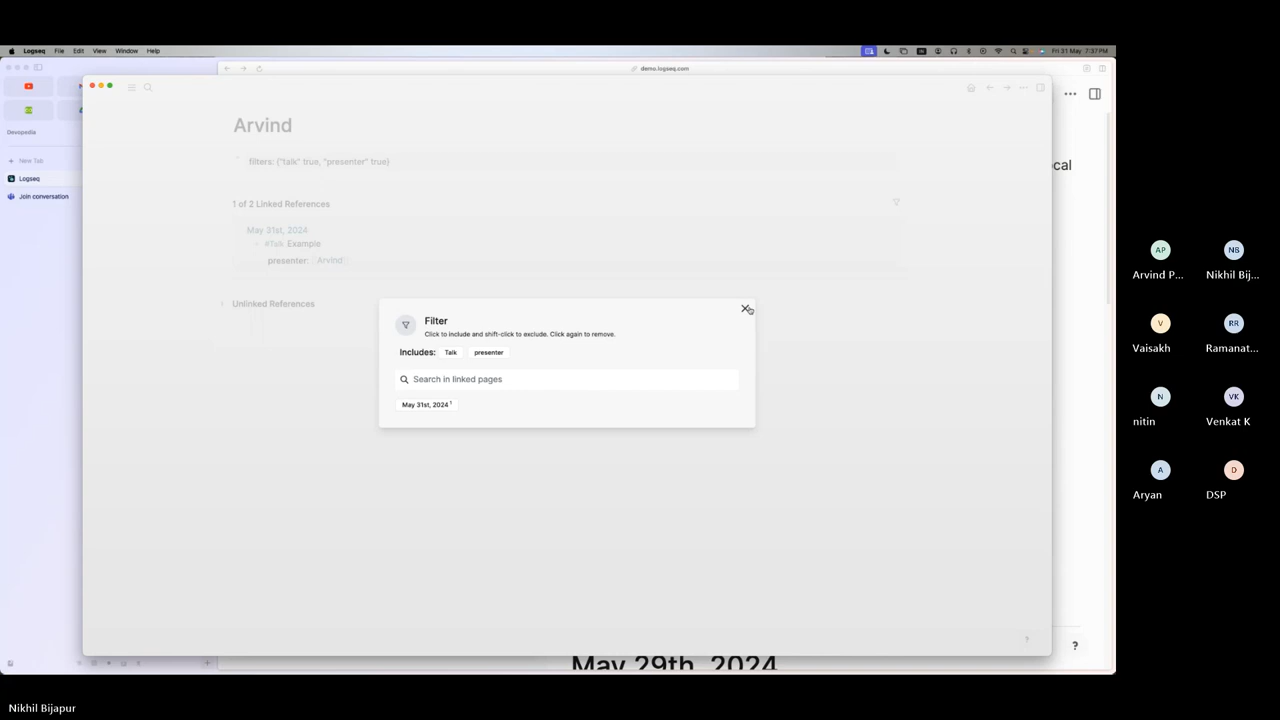 Logseq File Edit View Window Help
Fri 31 May 7:37 PM
demo.logseq.com
Devopedia
New Tab
Logseq
Join conversation
Arvind
filters: {"talk" true, "presenter" true}
1 of 2 Linked References
May 31st, 2024
#Talk Example
presenter: Arvind
Unlinked References
Filter
Click to include and shift-click to exclude. Click again to remove.
Includes: Talk presenter
Search in linked pages
May 31st, 2024 1
?
ocal
?
May 29th, 2024
AP
NB
Arvind P...
Nikhil Bij...
V
RR
Vaisakh
Ramanat...
N
VK
nitin
Venkat K
A
D
Aryan
DSP
Nikhil Bijapur